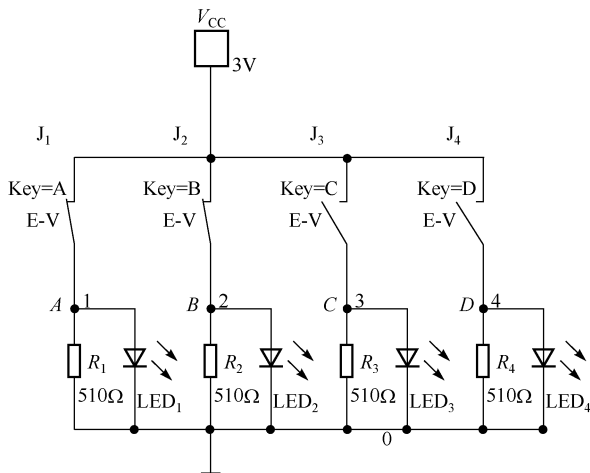 V_CC
3V
J₁ J₂ J₃ J₄
Key=A Key=B Key=C Key=D
E-V E-V E-V E-V
A 1 B 2 C 3 D 4
R₁ R₂ R₃ R₄
510Ω LED₁ 510Ω LED₂ 510Ω LED₃ 510Ω LED₄
0